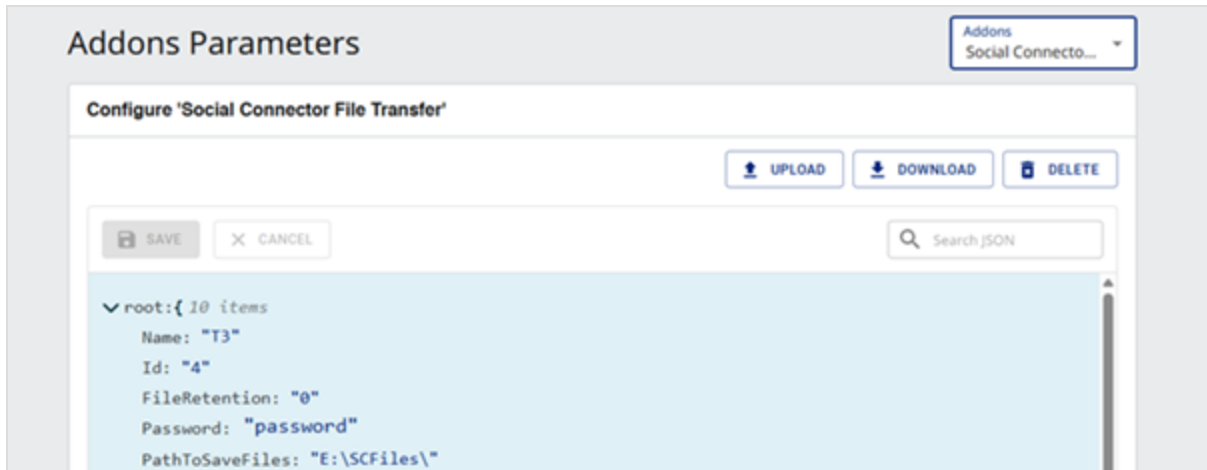 Addons Parameters
Addons
Social Connecto...
Configure 'Social Connector File Transfer'
UPLOAD
DOWNLOAD
DELETE
SAVE
CANCEL
Search JSON
root:{ 10 items
Name: "T3"
Id: "4"
FileRetention: "0"
Password: "password"
PathToSaveFiles: "E:\SCFiles\"